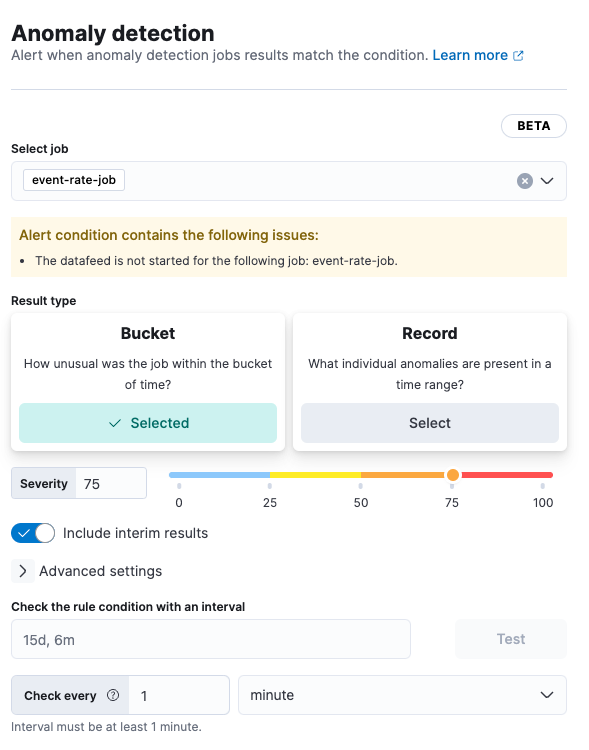 Anomaly detection
Alert when anomaly detection jobs results match the condition. Learn more
BETA
Select job
event-rate-job
Alert condition contains the following issues:
• The datafeed is not started for the following job: event-rate-job.
Result type
Bucket
How unusual was the job within the bucket
of time?
Selected
Record
What individual anomalies are present in a
time range?
Select
Severity 75
0 25 50 75 100
Include interim results
Advanced settings
Check the rule condition with an interval
15d, 6m
Test
Check every 1 minute
Interval must be at least 1 minute.